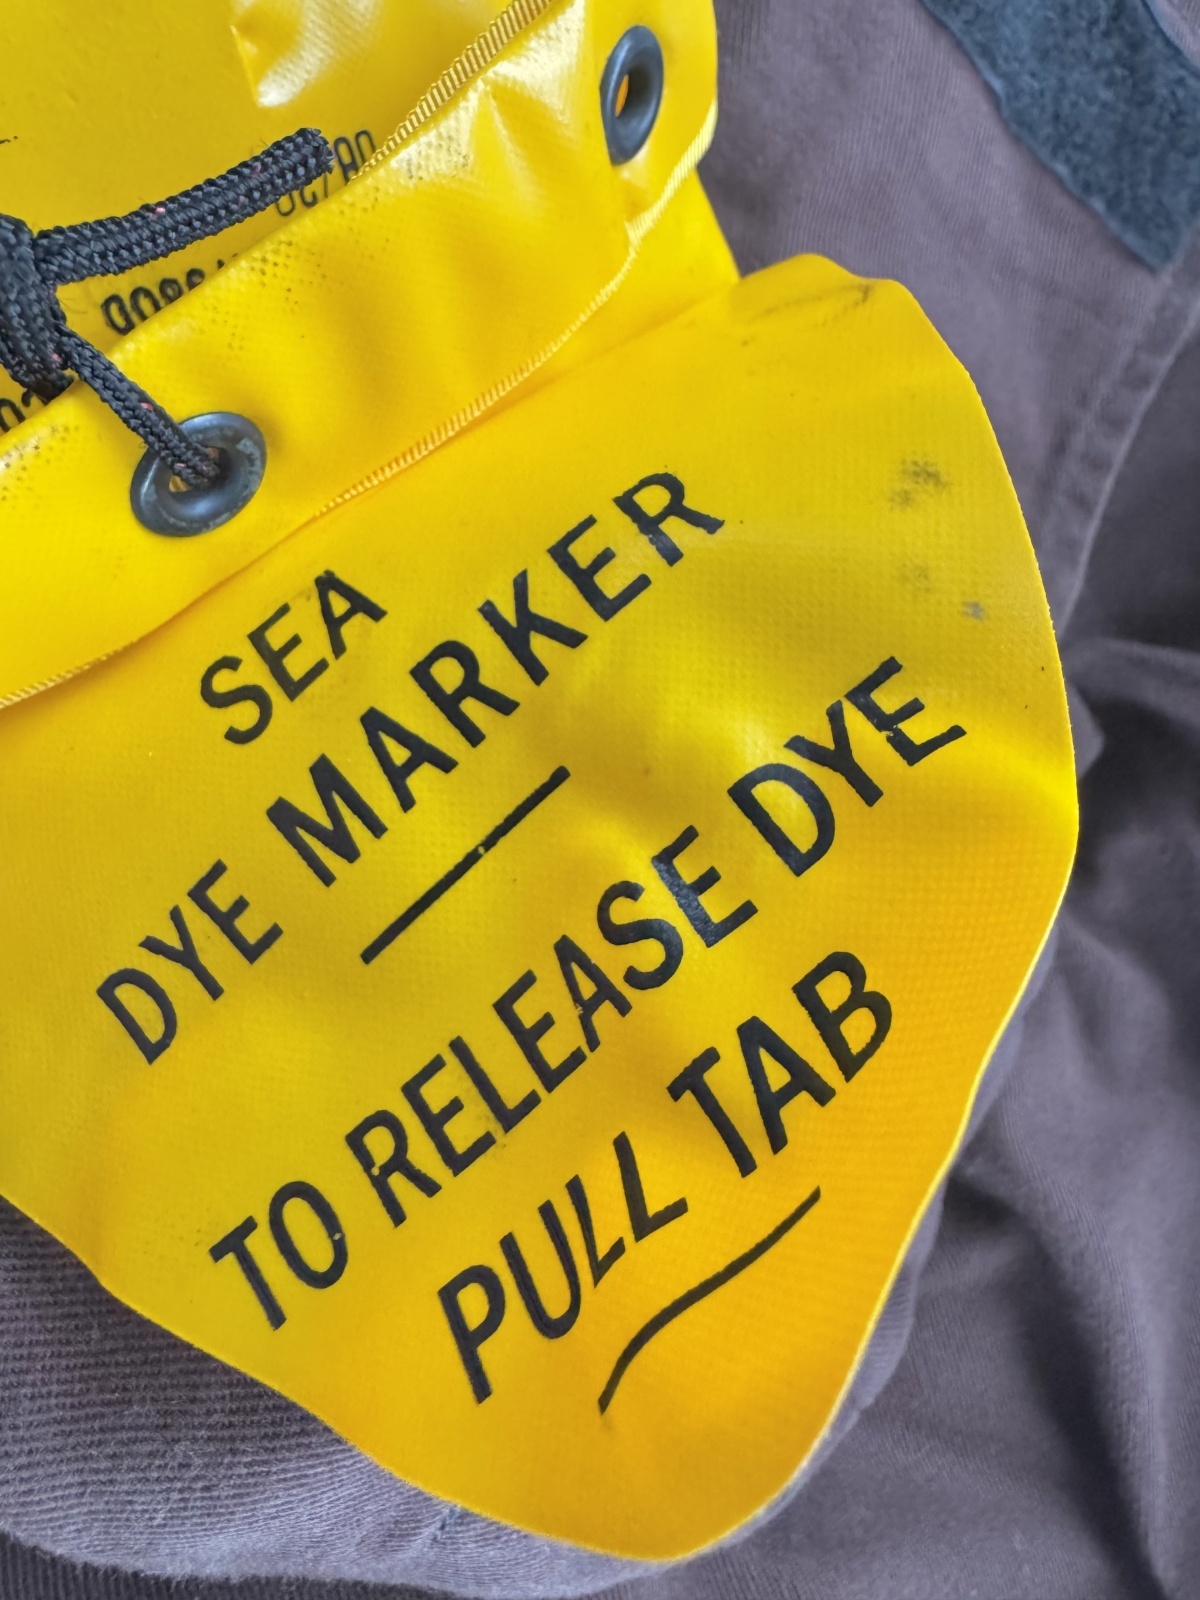 SEA
DYE MARKER
TO RELEASE DYE
PULL TAB